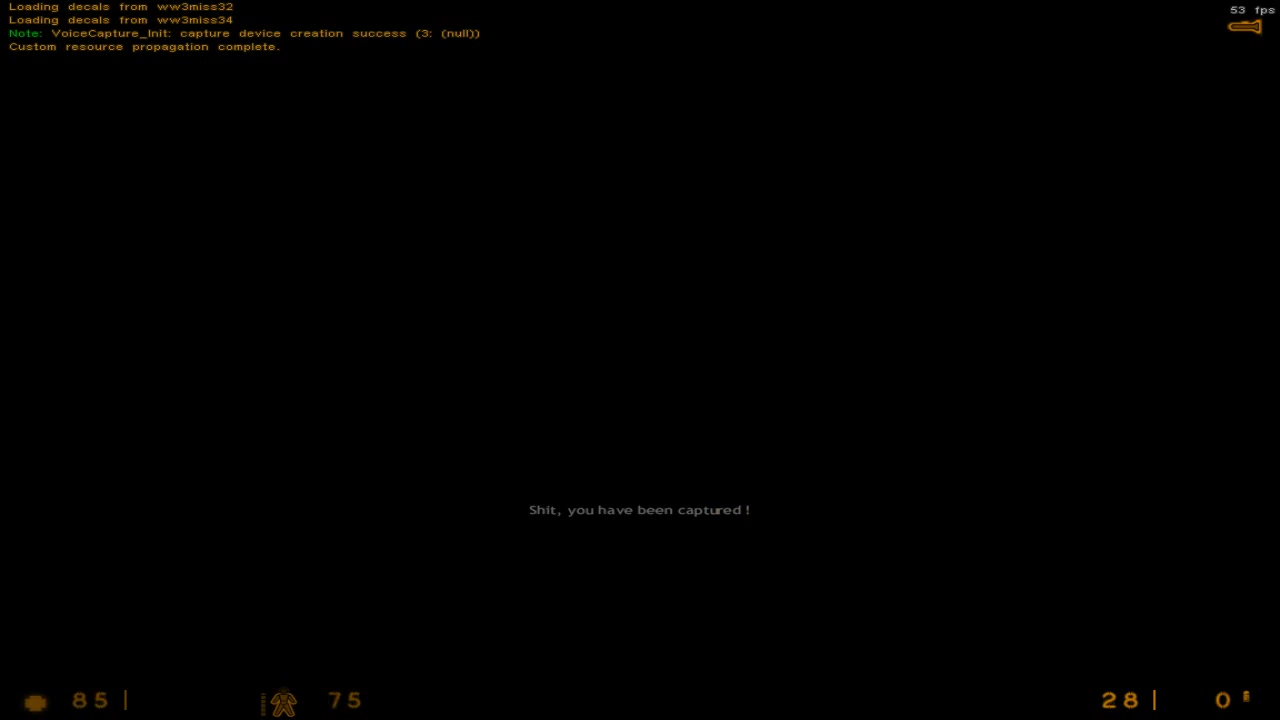 Loading decals from ww3miss32
Loading decals from ww3miss34
Note: VoiceCapture_Init: capture device creation success (3: (null))
Custom resource propagation complete.
53 fps
Shit, you have been captured !
85|
75
28|
0